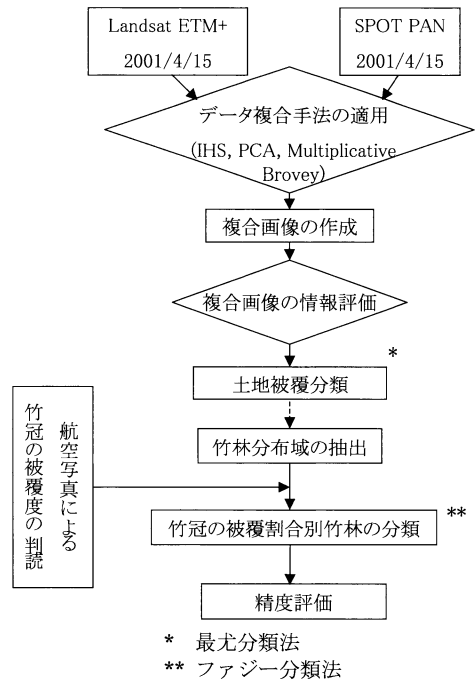 Landsat ETM+
2001/4/15
SPOT PAN
2001/4/15
データ複合手法の適用
(IHS, PCA, Multiplicative
Brovey)
複合画像の作成
複合画像の情報評価
*
土地被覆分類
竹林分布域の抽出
航空写真による
竹冠の被覆度の判読
**
竹冠の被覆割合別竹林の分類
精度評価
* 最尤分類法
** ファジー分類法